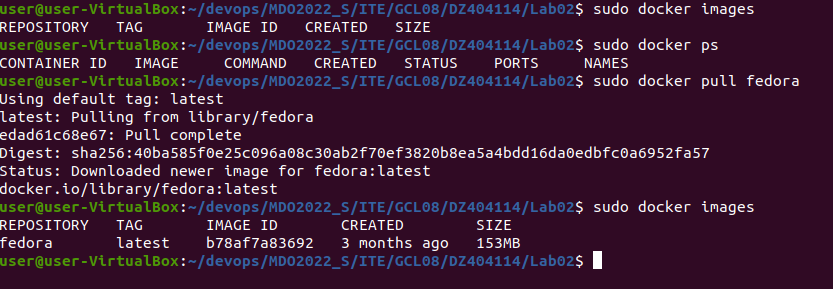 user@user-VirtualBox:~/devops/MDO2022_S/ITE/GCL08/DZ404114/Lab02$ sudo docker images
REPOSITORY   TAG       IMAGE ID   CREATED   SIZE
user@user-VirtualBox:~/devops/MDO2022_S/ITE/GCL08/DZ404114/Lab02$ sudo docker ps
CONTAINER ID   IMAGE     COMMAND   CREATED   STATUS    PORTS     NAMES
user@user-VirtualBox:~/devops/MDO2022_S/ITE/GCL08/DZ404114/Lab02$ sudo docker pull fedora
Using default tag: latest
latest: Pulling from library/fedora
edad61c68e67: Pull complete
Digest: sha256:40ba585f0e25c096a08c30ab2f70ef3820b8ea5a4bdd16da0edbfc0a6952fa57
Status: Downloaded newer image for fedora:latest
docker.io/library/fedora:latest
user@user-VirtualBox:~/devops/MDO2022_S/ITE/GCL08/DZ404114/Lab02$ sudo docker images
REPOSITORY   TAG       IMAGE ID       CREATED        SIZE
fedora       latest    b78af7a83692   3 months ago   153MB
user@user-VirtualBox:~/devops/MDO2022_S/ITE/GCL08/DZ404114/Lab02$